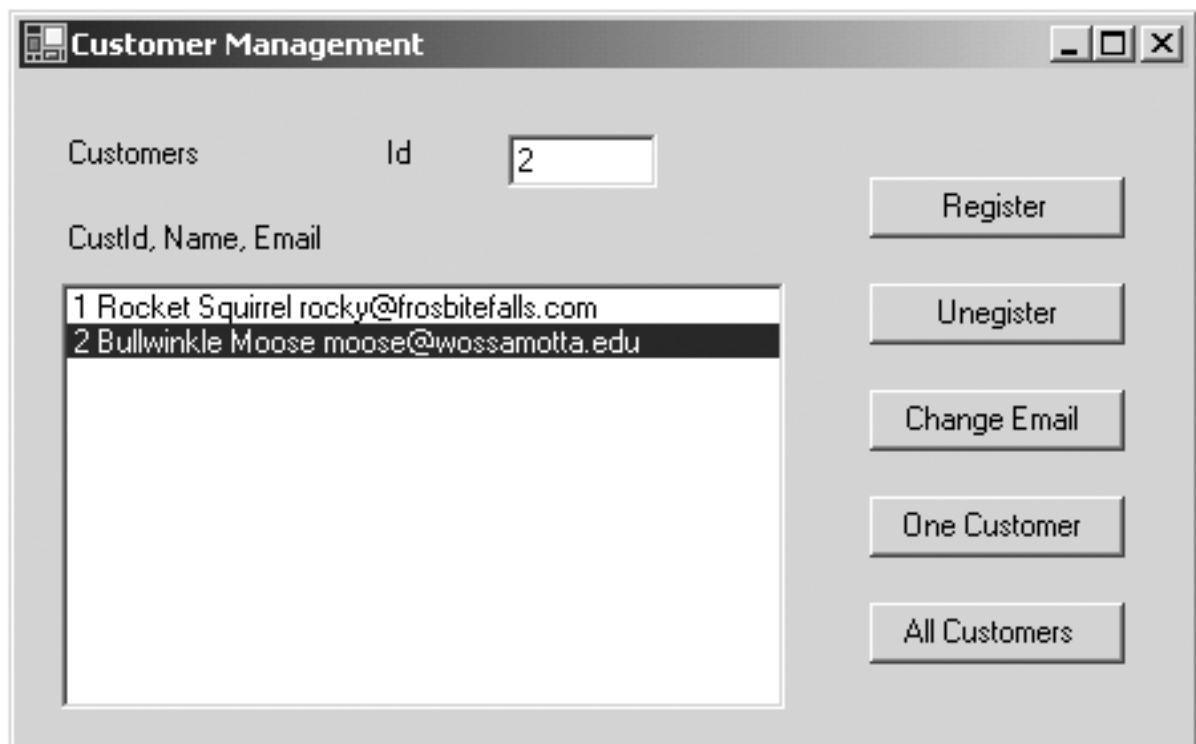 Customer Management
Customers Id 2
CustId, Name, Email
1 Rocket Squirrel rocky@frosbitefalls.com
2 Bullwinkle Moose moose@wossamotta.edu
Register
Unegister
Change Email
One Customer
All Customers